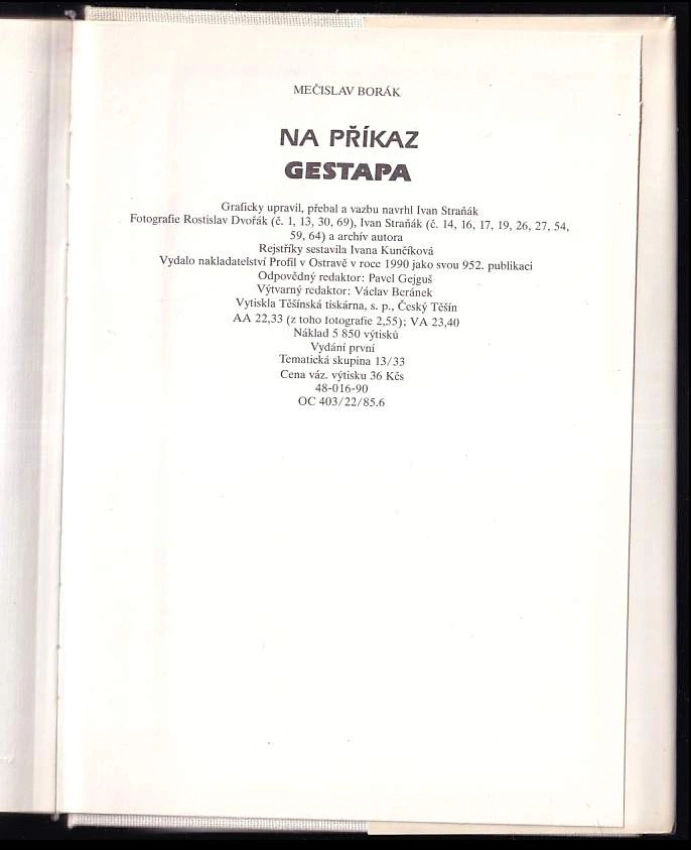 MEČISLAV BORÁK
NA PŘÍKAZ
GESTAPA
Graficky upravil, přebal a vazbu navrhl Ivan Straňák
Fotografie Rostislav Dvořák (č. 1, 13, 30, 69), Ivan Straňák (č. 14, 16, 17, 19, 26, 27, 54,
59, 64) a archív autora
Rejstříky sestavila Ivana Kunčíková
Vydalo nakladatelství Profil v Ostravě v roce 1990 jako svou 952. publikaci
Odpovědný redaktor: Pavel Gejguš
Výtvarný redaktor: Václav Beránek
Vytiskla Těšínská tiskárna, s. p., Český Těšín
AA 22,33 (z toho fotografie 2,55); VA 23,40
Náklad 5 850 výtisků
Vydání první
Tematická skupina 13/33
Cena váz. výtisku 36 Kčs
48-016-90
OC 403/22/85.6